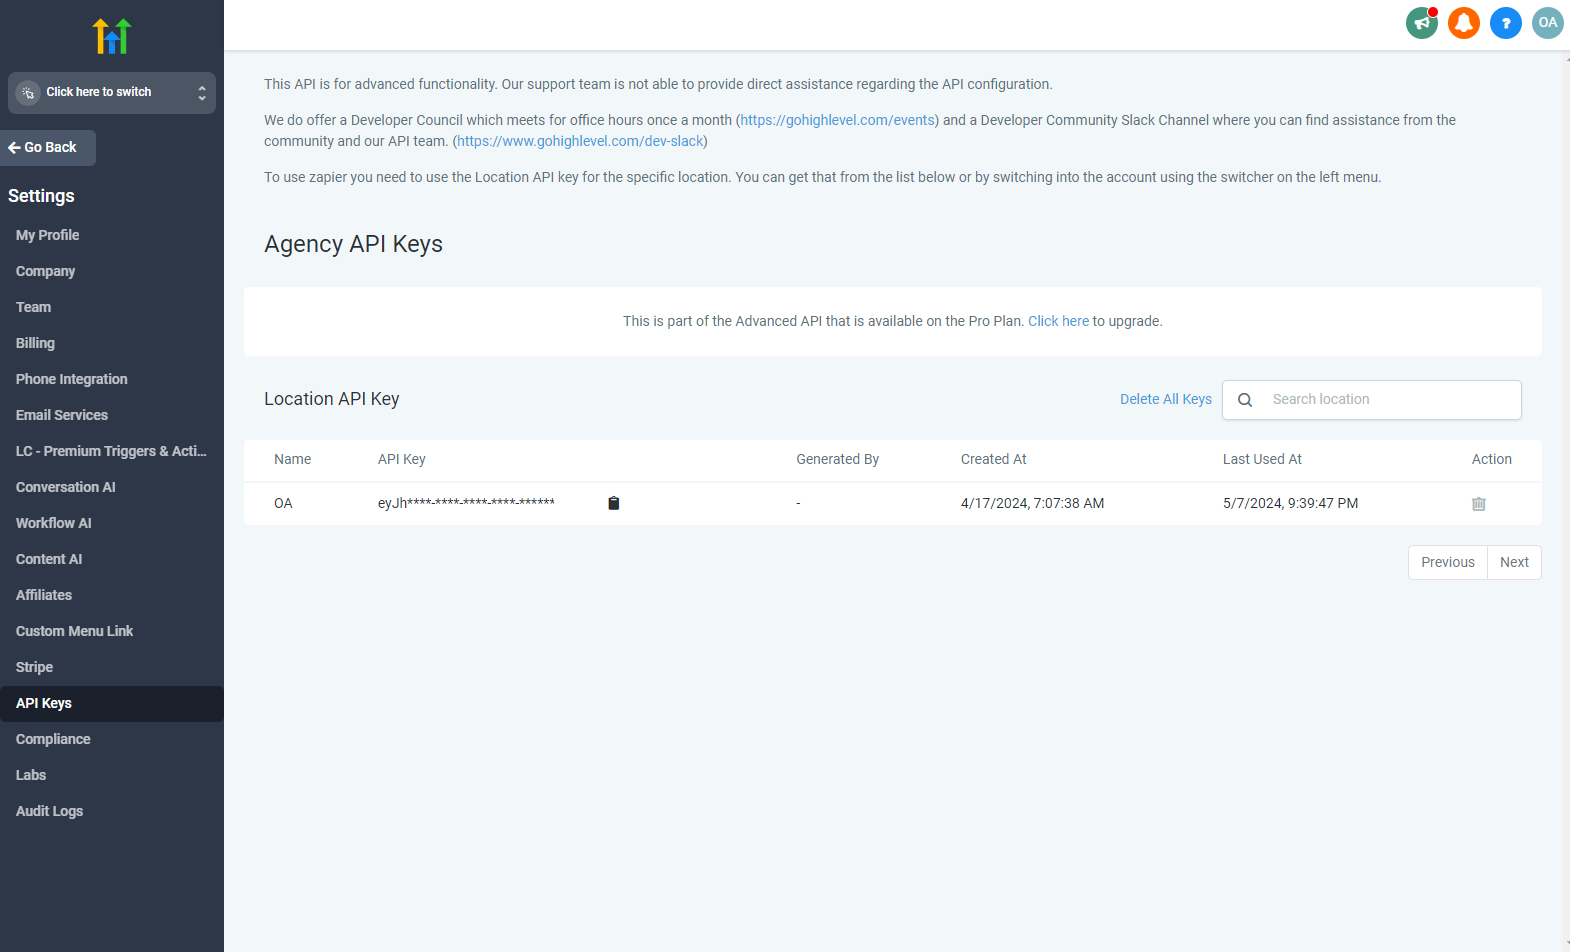 Click here to switch
Go Back
Settings
My Profile
Company
Team
Billing
Phone Integration
Email Services
LC - Premium Triggers & Acti...
Conversation AI
Workflow AI
Content AI
Affiliates
Custom Menu Link
Stripe
API Keys
Compliance
Labs
Audit Logs
? OA
This API is for advanced functionality. Our support team is not able to provide direct assistance regarding the API configuration.
We do offer a Developer Council which meets for office hours once a month (https://gohighlevel.com/events) and a Developer Community Slack Channel where you can find assistance from the
community and our API team. (https://www.gohighlevel.com/dev-slack)
To use zapier you need to use the Location API key for the specific location. You can get that from the list below or by switching into the account using the switcher on the left menu.
Agency API Keys
This is part of the Advanced API that is available on the Pro Plan. Click here to upgrade.
Location API Key Delete All Keys Search location
Name API Key Generated By Created At Last Used At Action
OA eyJh****-****-****-****-****** - 4/17/2024, 7:07:38 AM 5/7/2024, 9:39:47 PM
Previous Next